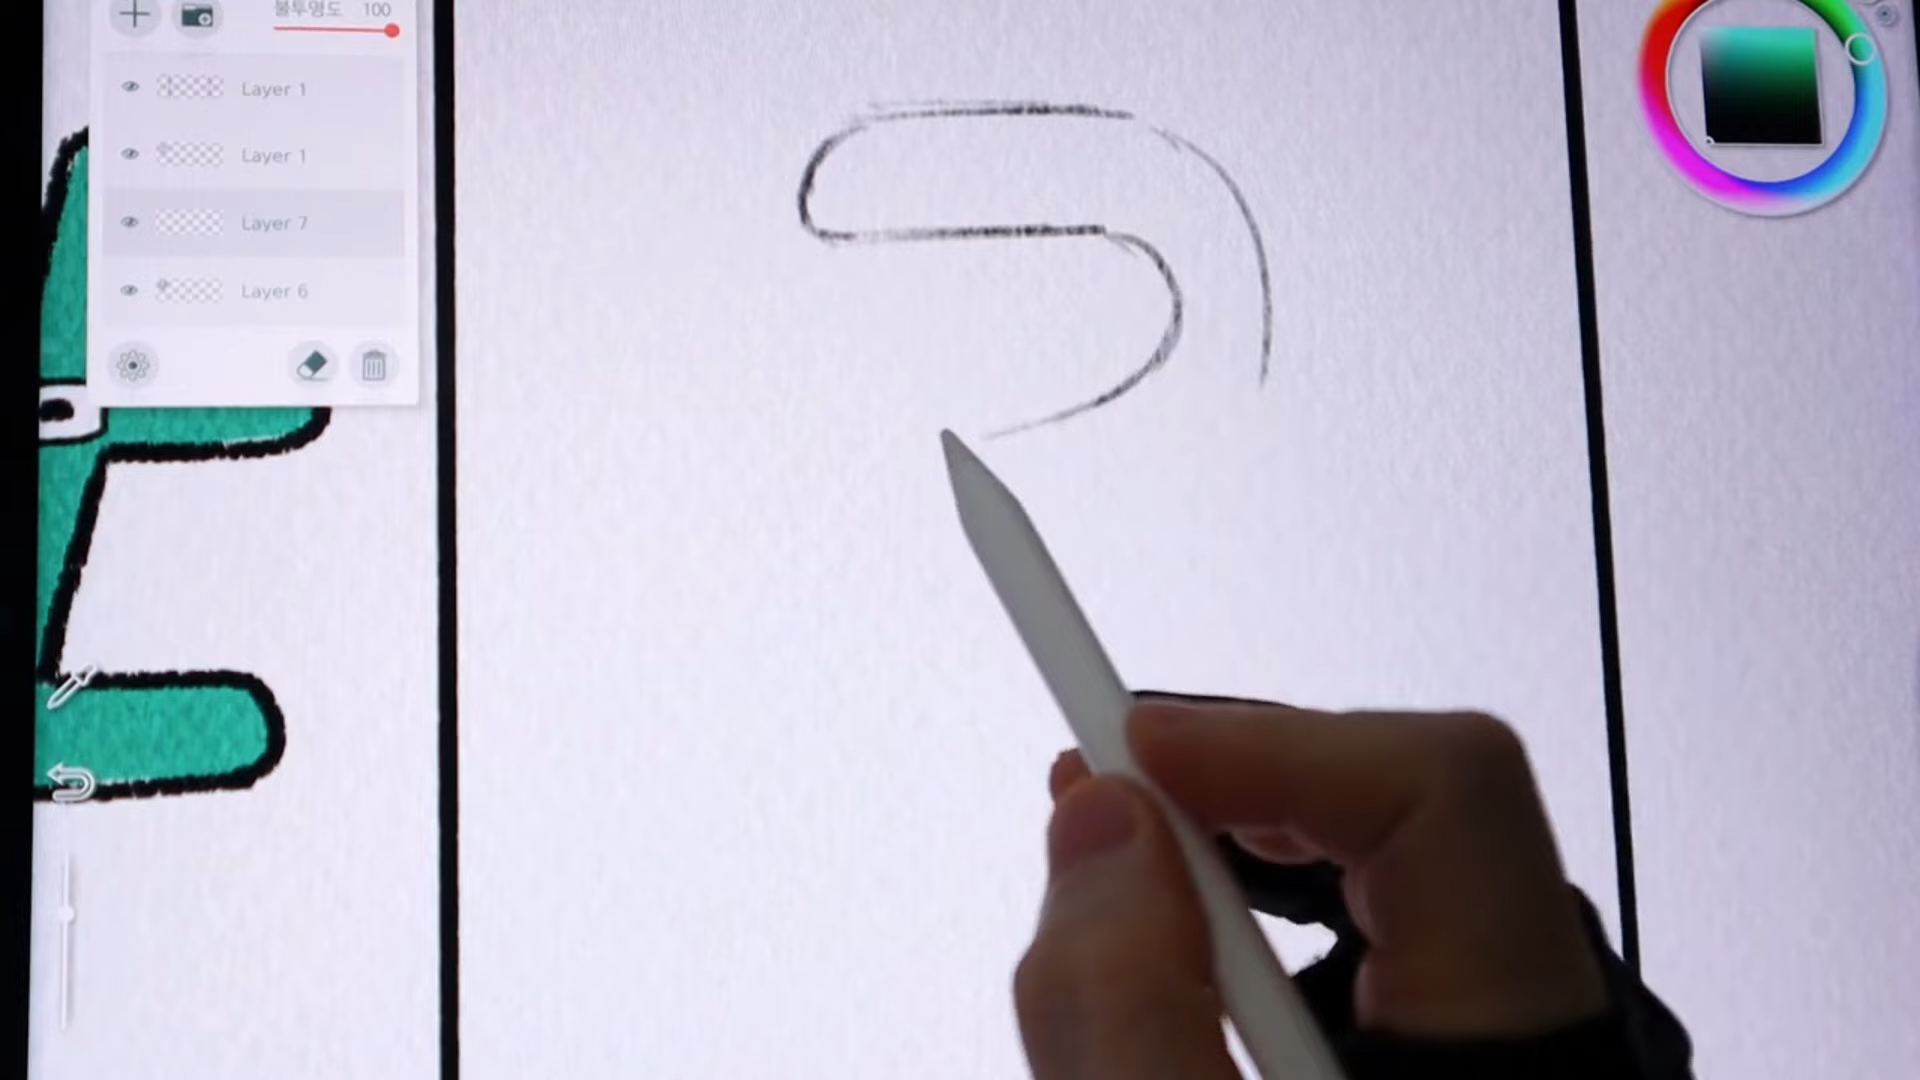 불투명도 100
Layer 1
Layer 1
Layer 7
Layer 6